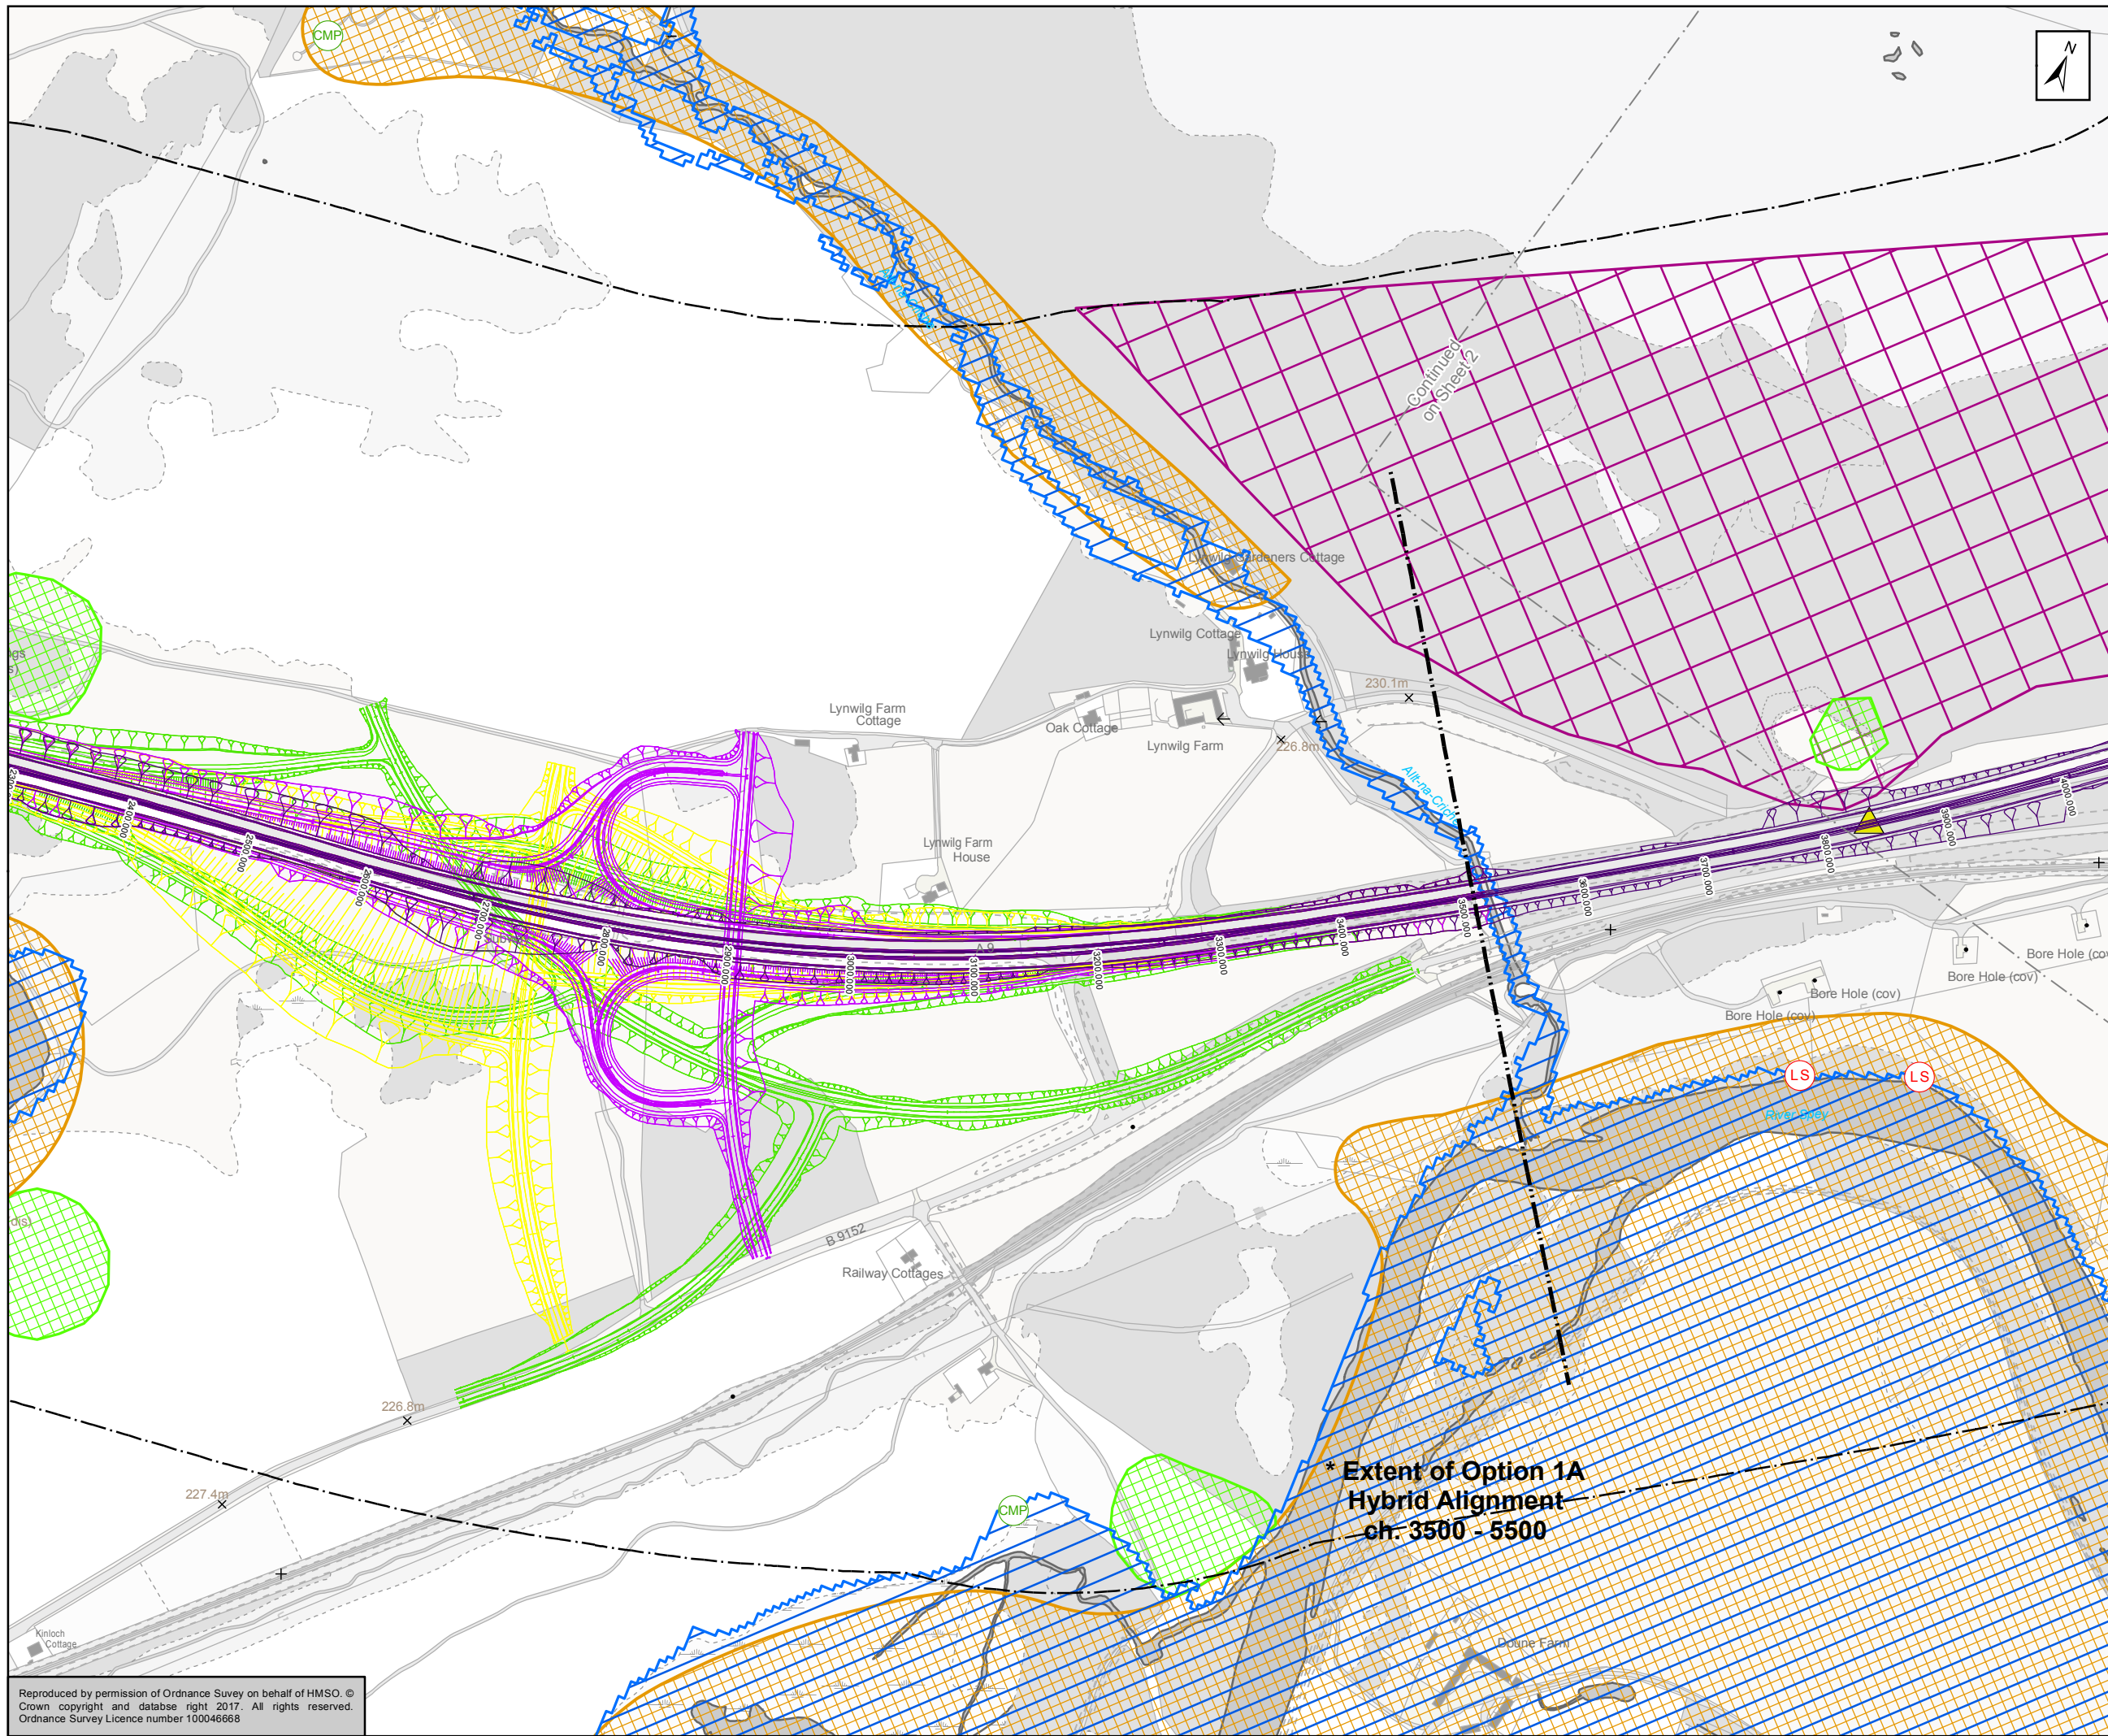 CMP
N
Continued
on Sheet 2
Lynwilg Gardeners Cottage
Lynwilg Cottage
Lynwilg House
230.1m
Lynwilg Farm
Cottage
Oak Cottage
Lynwilg Farm
226.8m
Allt-na-Criche
Lynwilg Farm
House
2400.000
2500.000
2600.000
2700.000
2800.000
2900.000
3000.000
3100.000
3200.000
3300.000
3400.000
3500.000
3600.000
3700.000
3800.000
3900.000
4000.000
Subway
A 9
Bore Hole (cov)
Bore Hole (cov)
Bore Hole (cov)
LS
LS
River Spey
B 9152
Railway Cottages
226.8m
227.4m
CMP
* Extent of Option 1A
Hybrid Alignment
ch. 3500 - 5500
Kinloch
Cottage
Doune Farm
Reproduced by permission of Ordnance Suvey on behalf of HMSO. ©
Crown copyright and databse right 2017. All rights reserved.
Ordnance Survey Licence number 100046668